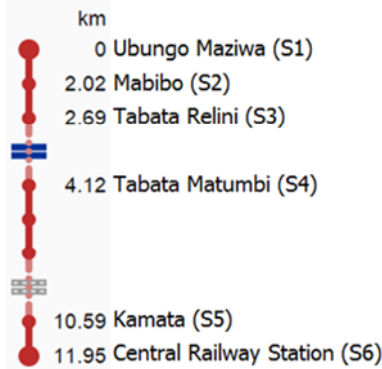 km
0 Ubungo Maziwa (S1)
2.02 Mabibo (S2)
2.69 Tabata Relini (S3)
4.12 Tabata Matumbi (S4)
10.59 Kamata (S5)
11.95 Central Railway Station (S6)